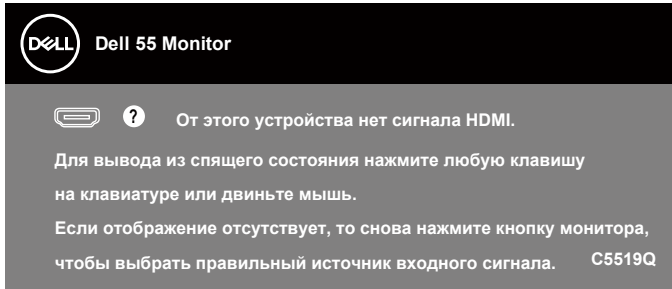 DELL Dell 55 Monitor
? От этого устройства нет сигнала HDMI.
Для вывода из спящего состояния нажмите любую клавишу
на клавиатуре или двиньте мышь.
Если отображение отсутствует, то снова нажмите кнопку монитора,
чтобы выбрать правильный источник входного сигнала. C5519Q